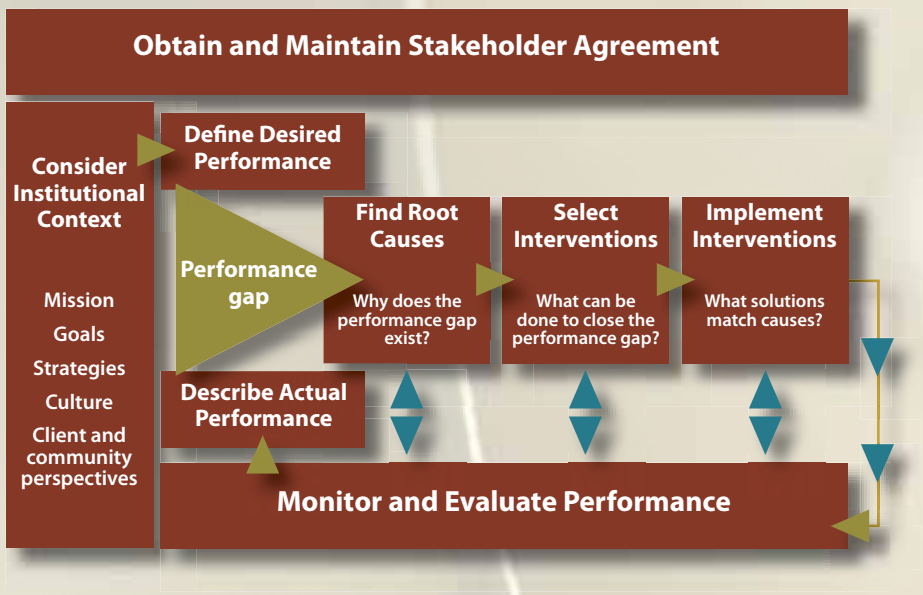 Obtain and Maintain Stakeholder Agreement
Consider
Institutional
Context
Mission
Goals
Strategies
Culture
Client and
community
perspectives
Define Desired
Performance
Performance
gap
Describe Actual
Performance
Find Root
Causes
Why does the
performance gap
exist?
Select
Interventions
What can be
done to close the
performance gap?
Implement
Interventions
What solutions
match causes?
Monitor and Evaluate Performance